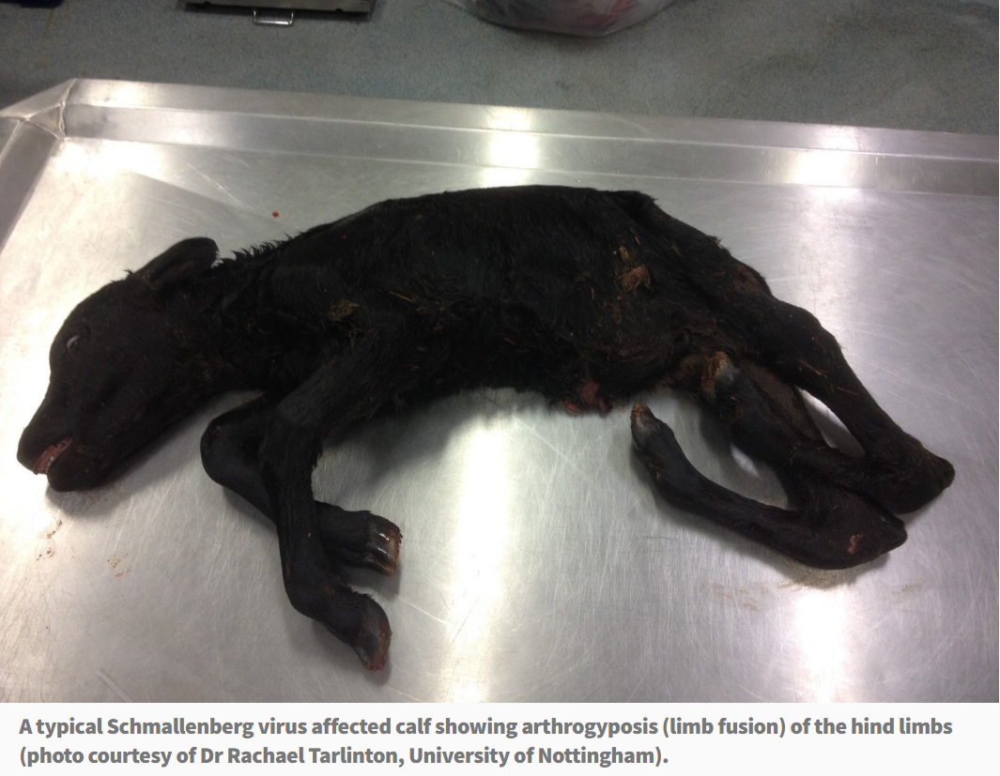 A typical Schmallenberg virus affected calf showing arthrogyposis (limb fusion) of the hind limbs
(photo courtesy of Dr Rachael Tarlinton, University of Nottingham).